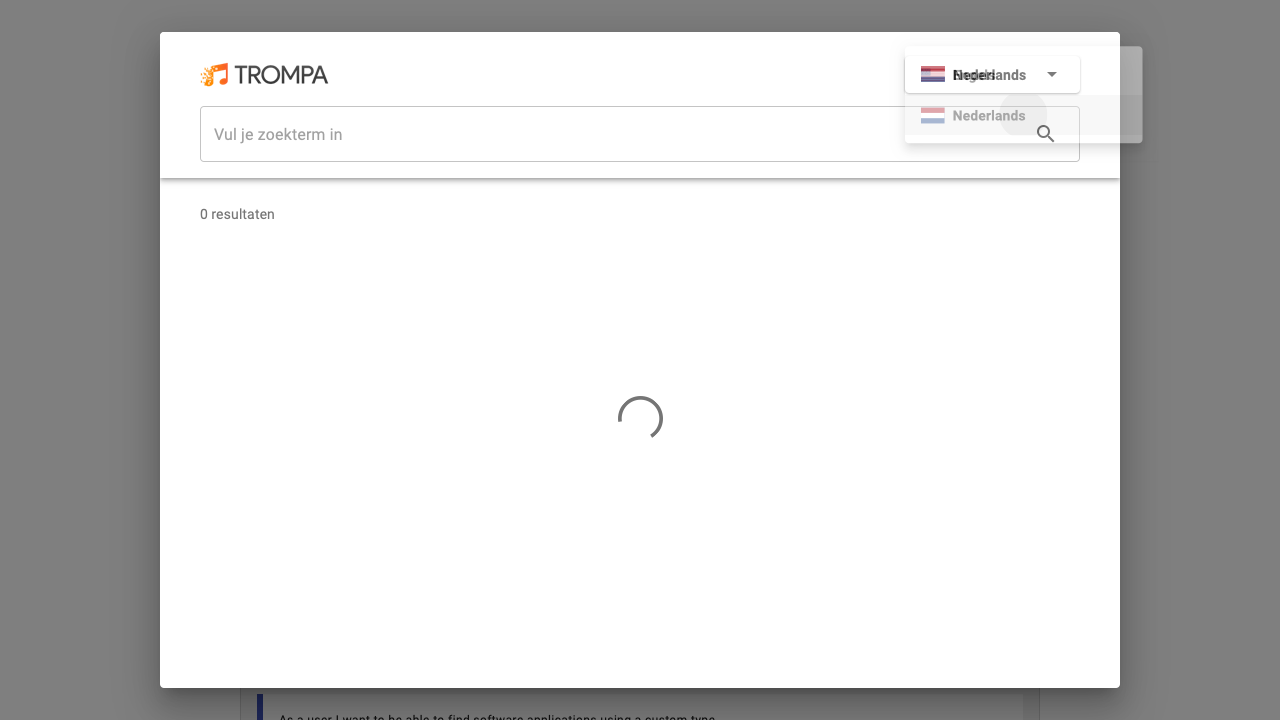 TROMPA
Nederlands
Nederlands
Vul je zoekterm in
0 resultaten
As a user I want to be able to find software applications using a custom type